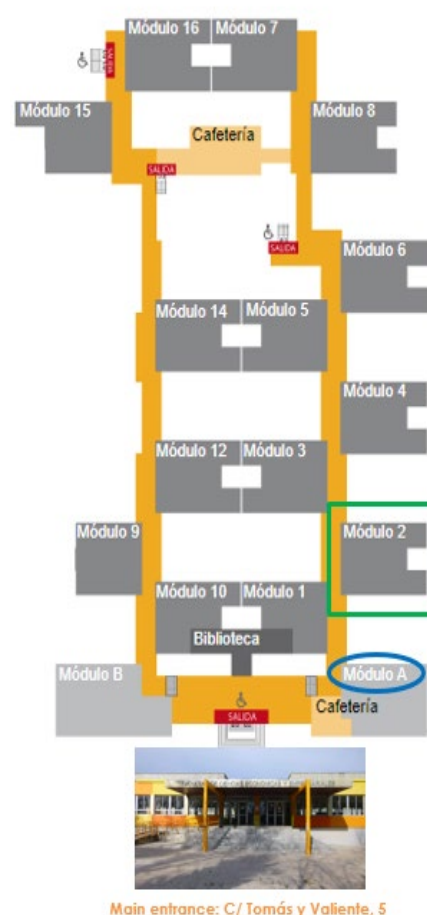 Módulo 16
Módulo 7
SALIDA
Módulo 15
Módulo 8
Cafetería
SALIDA
SALIDA
Módulo 6
Módulo 14
Módulo 5
Módulo 4
Módulo 12
Módulo 3
Módulo 9
Módulo 2
Módulo 10
Módulo 1
Biblioteca
Módulo B
Módulo A
Cafetería
SALIDA
Main entrance: C/ Tomás y Valiente, 5